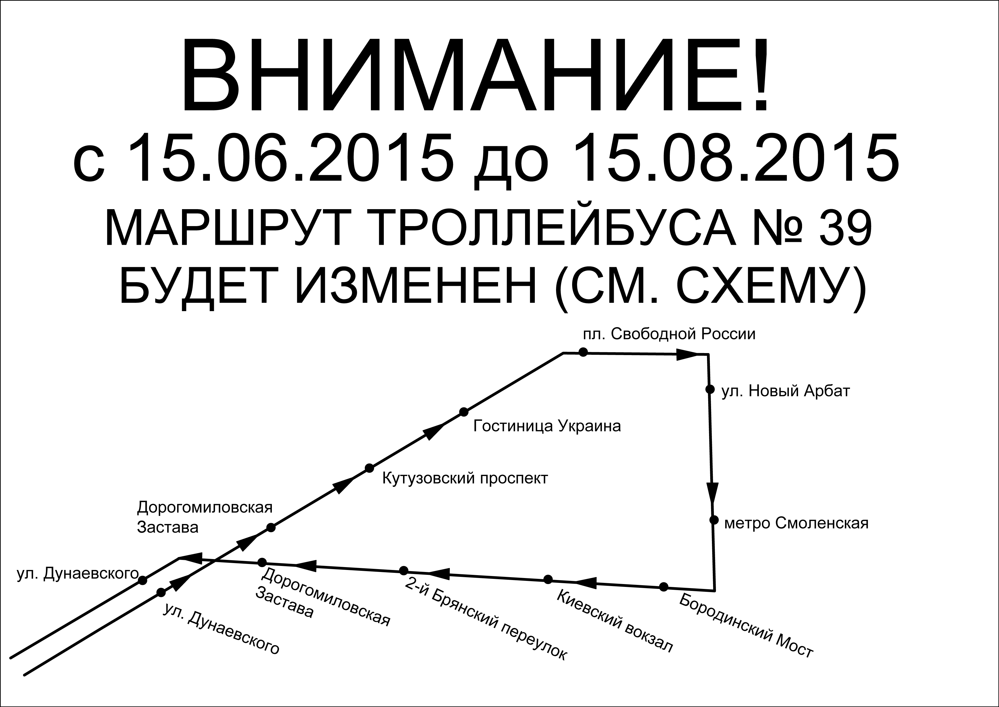 ВНИМАНИЕ!
с 15.06.2015 до 15.08.2015
МАРШРУТ ТРОЛЛЕЙБУСА № 39
БУДЕТ ИЗМЕНЕН (СМ. СХЕМУ)
пл. Свободной России
ул. Новый Арбат
Гостиница Украина
Кутузовский проспект
Дорогомиловская
Застава
метро Смоленская
ул. Дунаевского
ул. Дунаевского
Дорогомиловская
Застава
2-й Брянский переулок
Киевский вокзал
Бородинский Мост